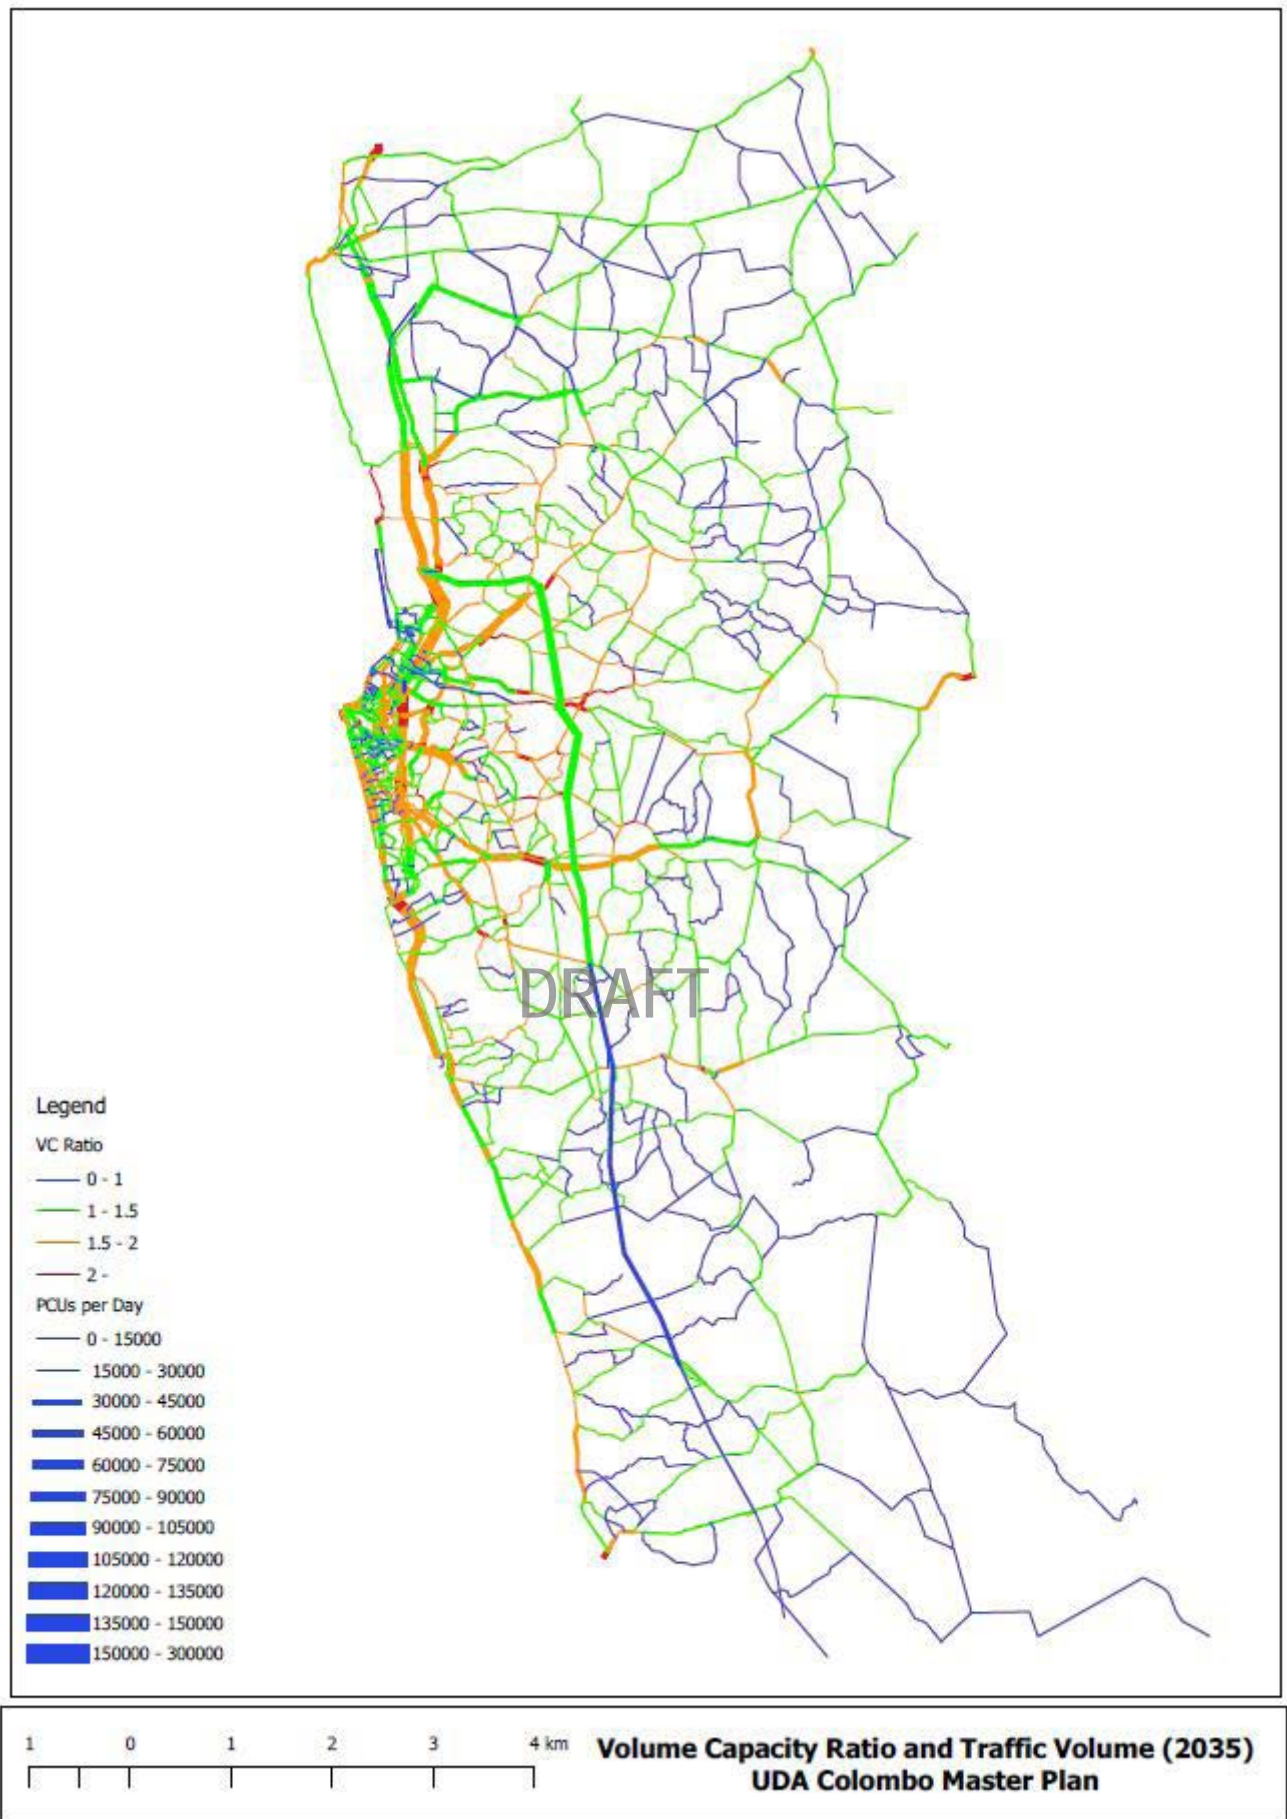 DRAFT
Legend
VC Ratio
0 - 1
1 - 1.5
1.5 - 2
2 -
PCUs per Day
0 - 15000
15000 - 30000
30000 - 45000
45000 - 60000
60000 - 75000
75000 - 90000
90000 - 105000
105000 - 120000
120000 - 135000
135000 - 150000
150000 - 300000
1 0 1 2 3 4 km
Volume Capacity Ratio and Traffic Volume (2035)
UDA Colombo Master Plan